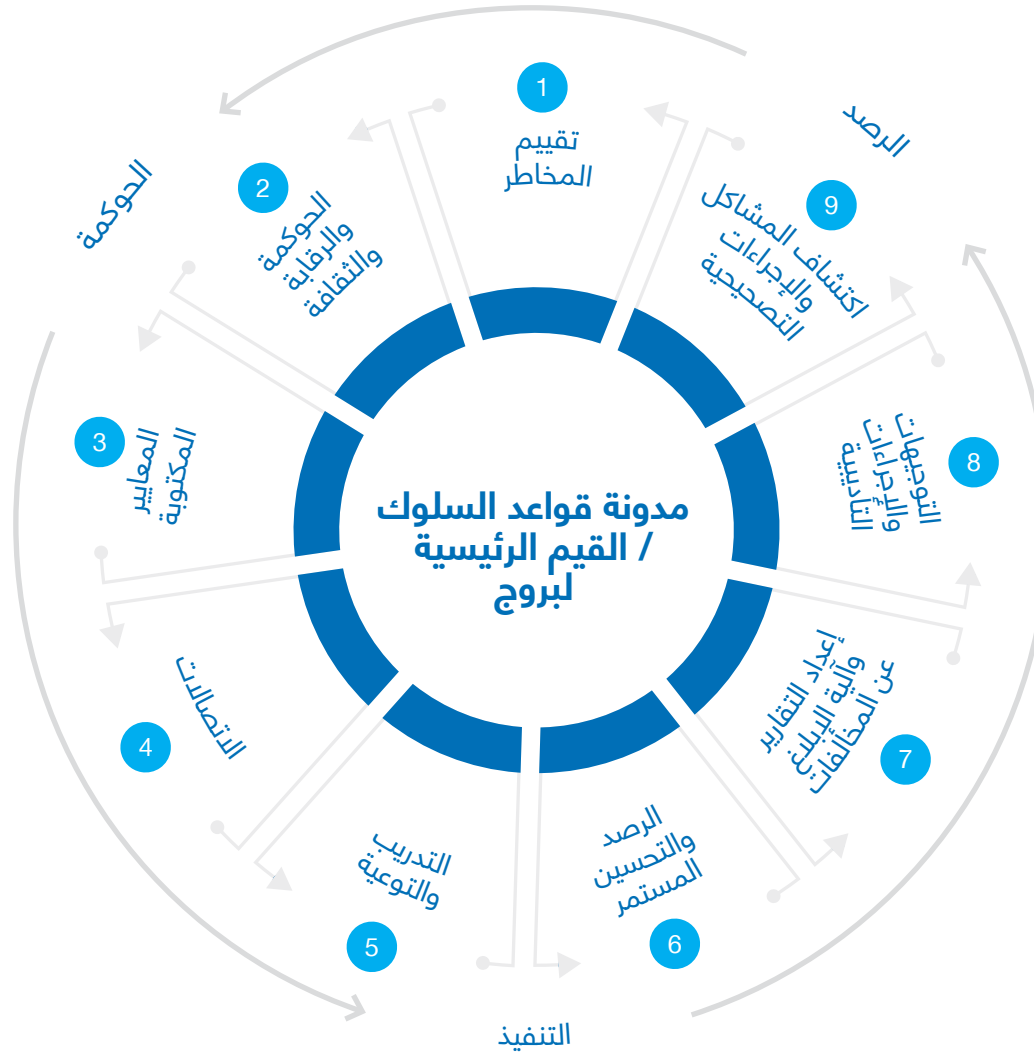 مدونة قواعد السلوك
/ القيم الرئيسية
لبروج
1
تقييم
المخاطر
الحوكمة
2
الحوكمة
والرقابة
والثقافة
3
المعايير
المكتوبة
4
الاتصالات
5
التدريب
والتوعية
التنفيذ
6
الرصد
والتحسين
المستمر
7
إعداد التقارير
وآلية الإبلاغ
عن المخالفات
8
التوجيهات
والإجراءات
التأديبية
الرصد
9
اكتشاف المشاكل
والإجراءات
التصحيحية